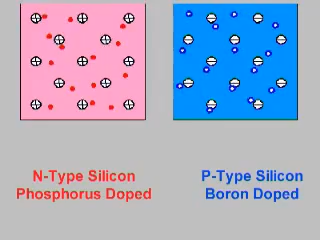 N-Type Silicon
Phosphorus Doped
P-Type Silicon
Boron Doped